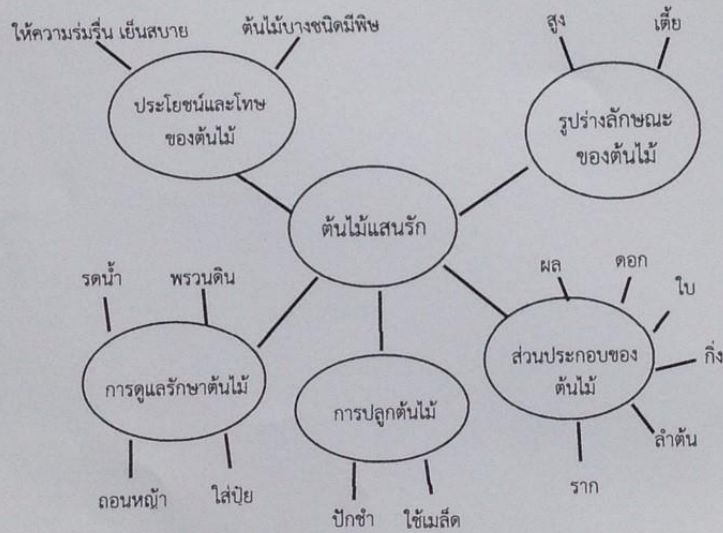 ให้ความร่มรื่น เย็นสบาย
ต้นไม้บางชนิดมีพิษ
ประโยชน์และโทษ
ของต้นไม้
สูง
เตี้ย
รูปร่างลักษณะ
ของต้นไม้
ต้นไม้แสนรัก
รดน้ำ
พรวนดิน
การดูแลรักษาต้นไม้
ถอนหญ้า
ใส่ปุ๋ย
การปลูกต้นไม้
ปักชำ
ใช้เมล็ด
ผล
ดอก
ใบ
กิ่ง
ลำต้น
ราก
ส่วนประกอบของ
ต้นไม้